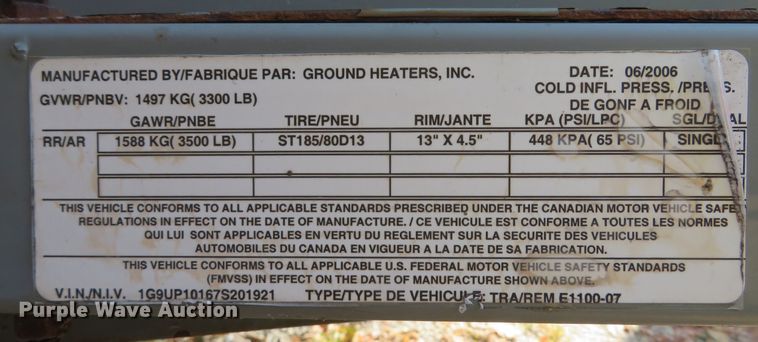 MANUFACTURED BY/FABRIQUE PAR: GROUND HEATERS, INC. DATE: 06/2006
GVWR/PNBV: 1497 KG( 3300 LB) COLD INFL. PRESS. /PRES.
DE GONF A FROID
GAWR/PNBE TIRE/PNEU RIM/JANTE KPA (PSI/LPC) SGL/DUAL
RR/AR 1588 KG( 3500 LB) ST185/80D13 13" X 4.5" 448 KPA( 65 PSI) SINGLE
THIS VEHICLE CONFORMS TO ALL APPLICABLE STANDARDS PRESCRIBED UNDER THE CANADIAN MOTOR VEHICLE SAFE
REGULATIONS IN EFFECT ON THE DATE OF MANUFACTURE. / CE VEHICULE EST CONFORME A TOUTES LES NORMES
QUI LUI SONT APPLICABLES EN VERTU DU REGLEMENT SUR LA SECURITE DES VEHICULES
AUTOMOBILES DU CANADA EN VIGUEUR A LA DATE DE SA FABRICATION.
THIS VEHICLE CONFORMS TO ALL APPLICABLE U.S. FEDERAL MOTOR VEHICLE SAFETY STANDARDS
(FMVSS) IN EFFECT ON THE DATE OF MANUFACTURE SHOWN ABOVE.
V.I.N./N.I.V. 1G9UP10167S201921 TYPE/TYPE DE VEHICULE: TRA/REM E1100-07
Purple Wave Auction